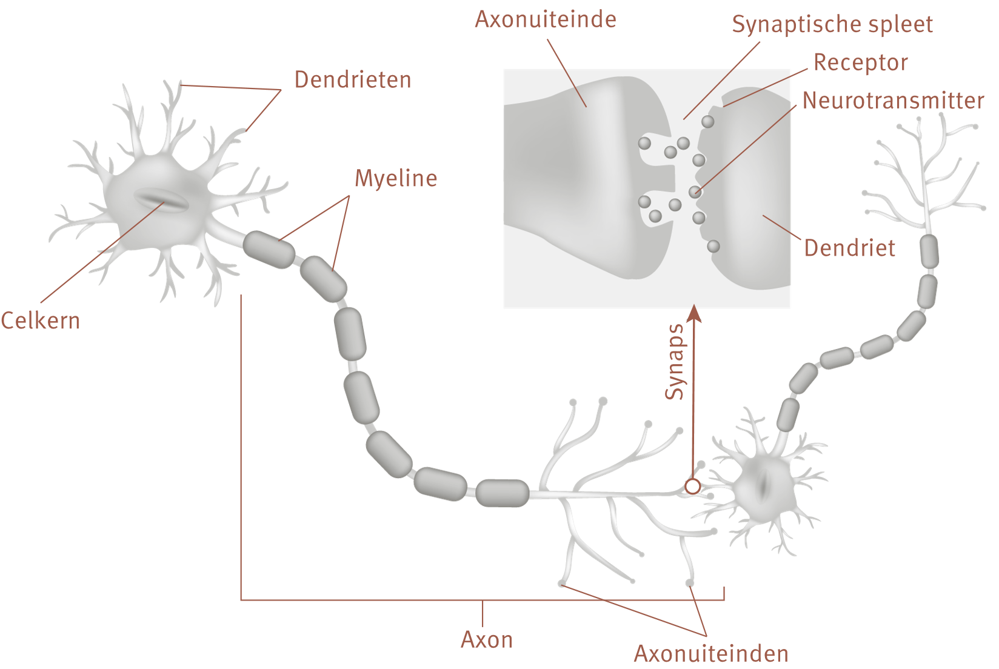 Axonuiteinde
Synaptische spleet
Receptor
Dendrieten
Neurotransmitter
Myeline
Dendriet
Celkern
Synaps
Axon
Axonuiteinden